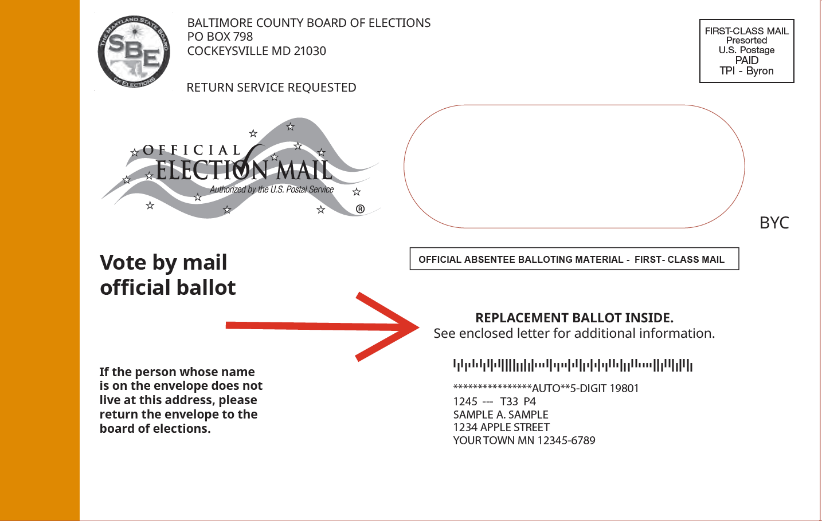 THE MARYLAND STATE BOARD
SBE
OF ELECTIONS
BALTIMORE COUNTY BOARD OF ELECTIONS
PO BOX 798
COCKEYSVILLE MD 21030
RETURN SERVICE REQUESTED
FIRST-CLASS MAIL
Presorted
U.S. Postage
PAID
TPI - Byron
OFFICIAL
ELECTION MAIL
Authorized by the U.S. Postal Service
®
BYC
OFFICIAL ABSENTEE BALLOTING MATERIAL - FIRST- CLASS MAIL
Vote by mail
official ballot
REPLACEMENT BALLOT INSIDE.
See enclosed letter for additional information.
If the person whose name
is on the envelope does not
live at this address, please
return the envelope to the
board of elections.
****************AUTO**5-DIGIT 19801
1245 --- T33 P4
SAMPLE A. SAMPLE
1234 APPLE STREET
YOUR TOWN MN 12345-6789